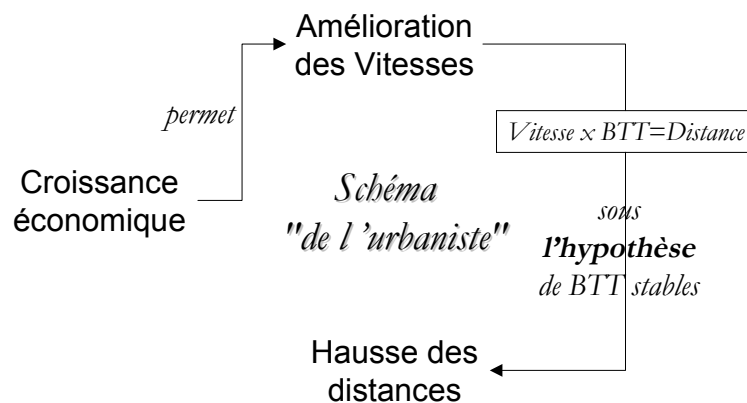 Amélioration
des Vitesses
permet
Vitesse x BTT=Distance
Croissance
économique
Schéma
"de l 'urbaniste"
sous
l'hypothèse
de BTT stables
Hausse des
distances